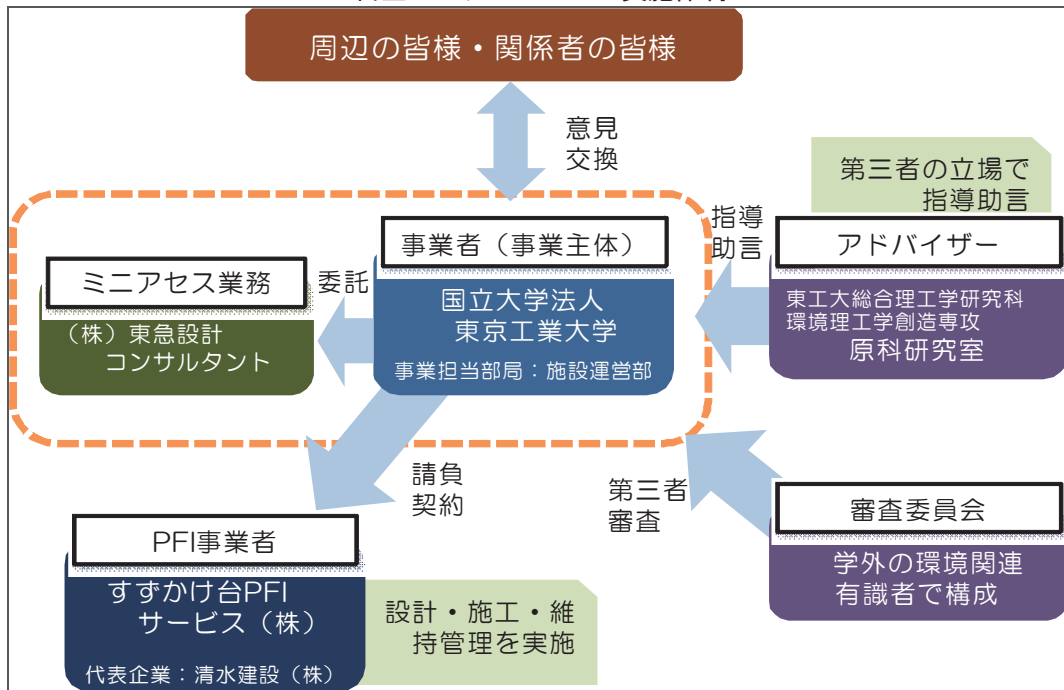 周辺の皆様・関係者の皆様
意見
交換
第三者の立場で
指導助言
指導
助言
アドバイザー
東工大総合理工学研究科
環境理工学創造専攻
原科研究室
事業者（事業主体）
国立大学法人
東京工業大学
事業担当部局：施設運営部
委託
ミニアセス業務
（株）東急設計
コンサルタント
請負
契約
第三者
審査
審査委員会
学外の環境関連
有識者で構成
PFI事業者
すずかけ台PFI
サービス（株）
代表企業：清水建設（株）
設計・施工・維
持管理を実施